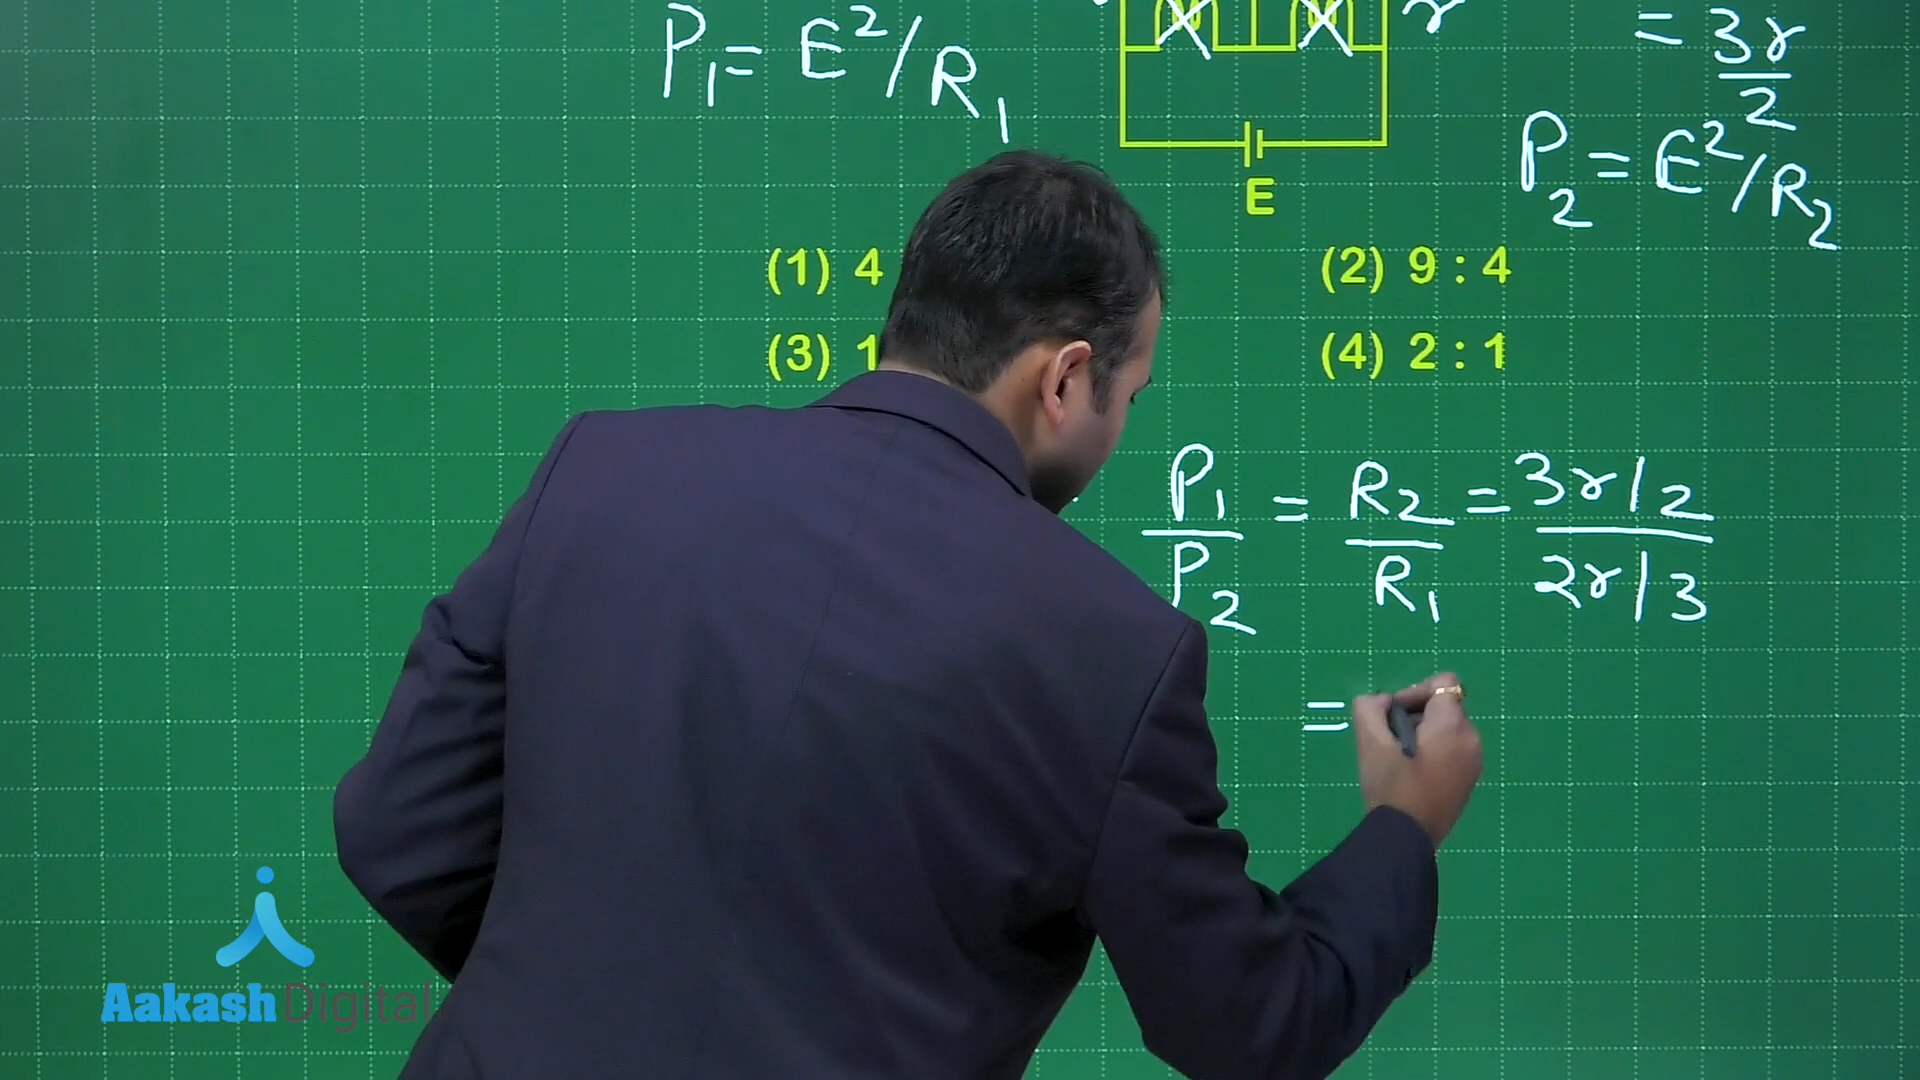 P₁ = E²/R₁
r
= 3r/2
P₂ = E²/R₂
E
(1) 4
(2) 9 : 4
(3) 1
(4) 2 : 1
P₁/P₂ = R₂/R₁ = (3r/2)/(2r/3)
=
Aakash Digital